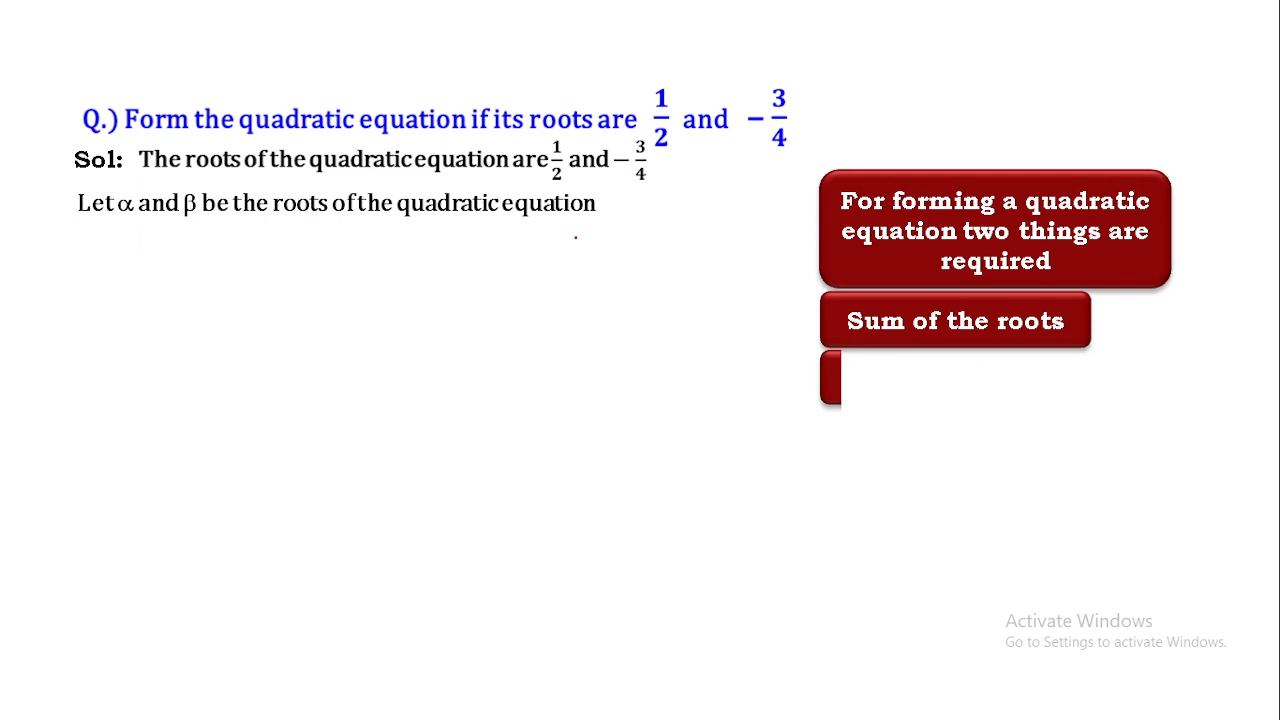 Q.) Form the quadratic equation if its roots are 1/2 and − 3/4
Sol: The roots of the quadratic equation are 1/2 and − 3/4
Let α and β be the roots of the quadratic equation
For forming a quadratic
equation two things are
required
Sum of the roots
Activate Windows
Go to Settings to activate Windows.